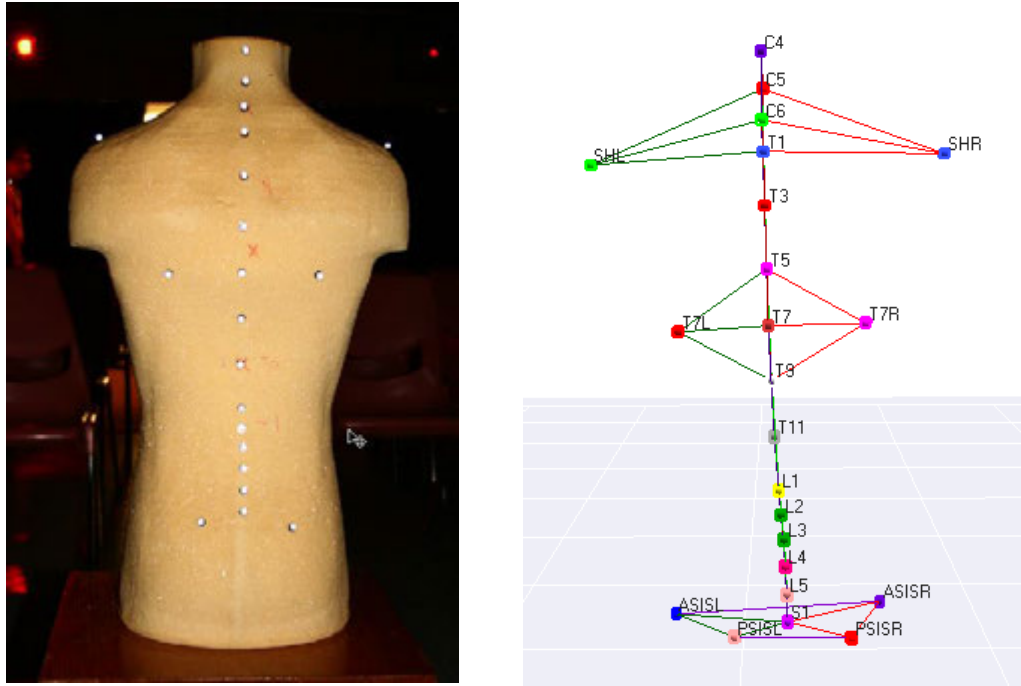 C4
C5
C6
SHL
T1
SHR
T3
T5
T7L
T7
T7R
T9
T11
L1
L2
L3
L4
L5
ASISL
ASISR
S1
PSISL
PSISR